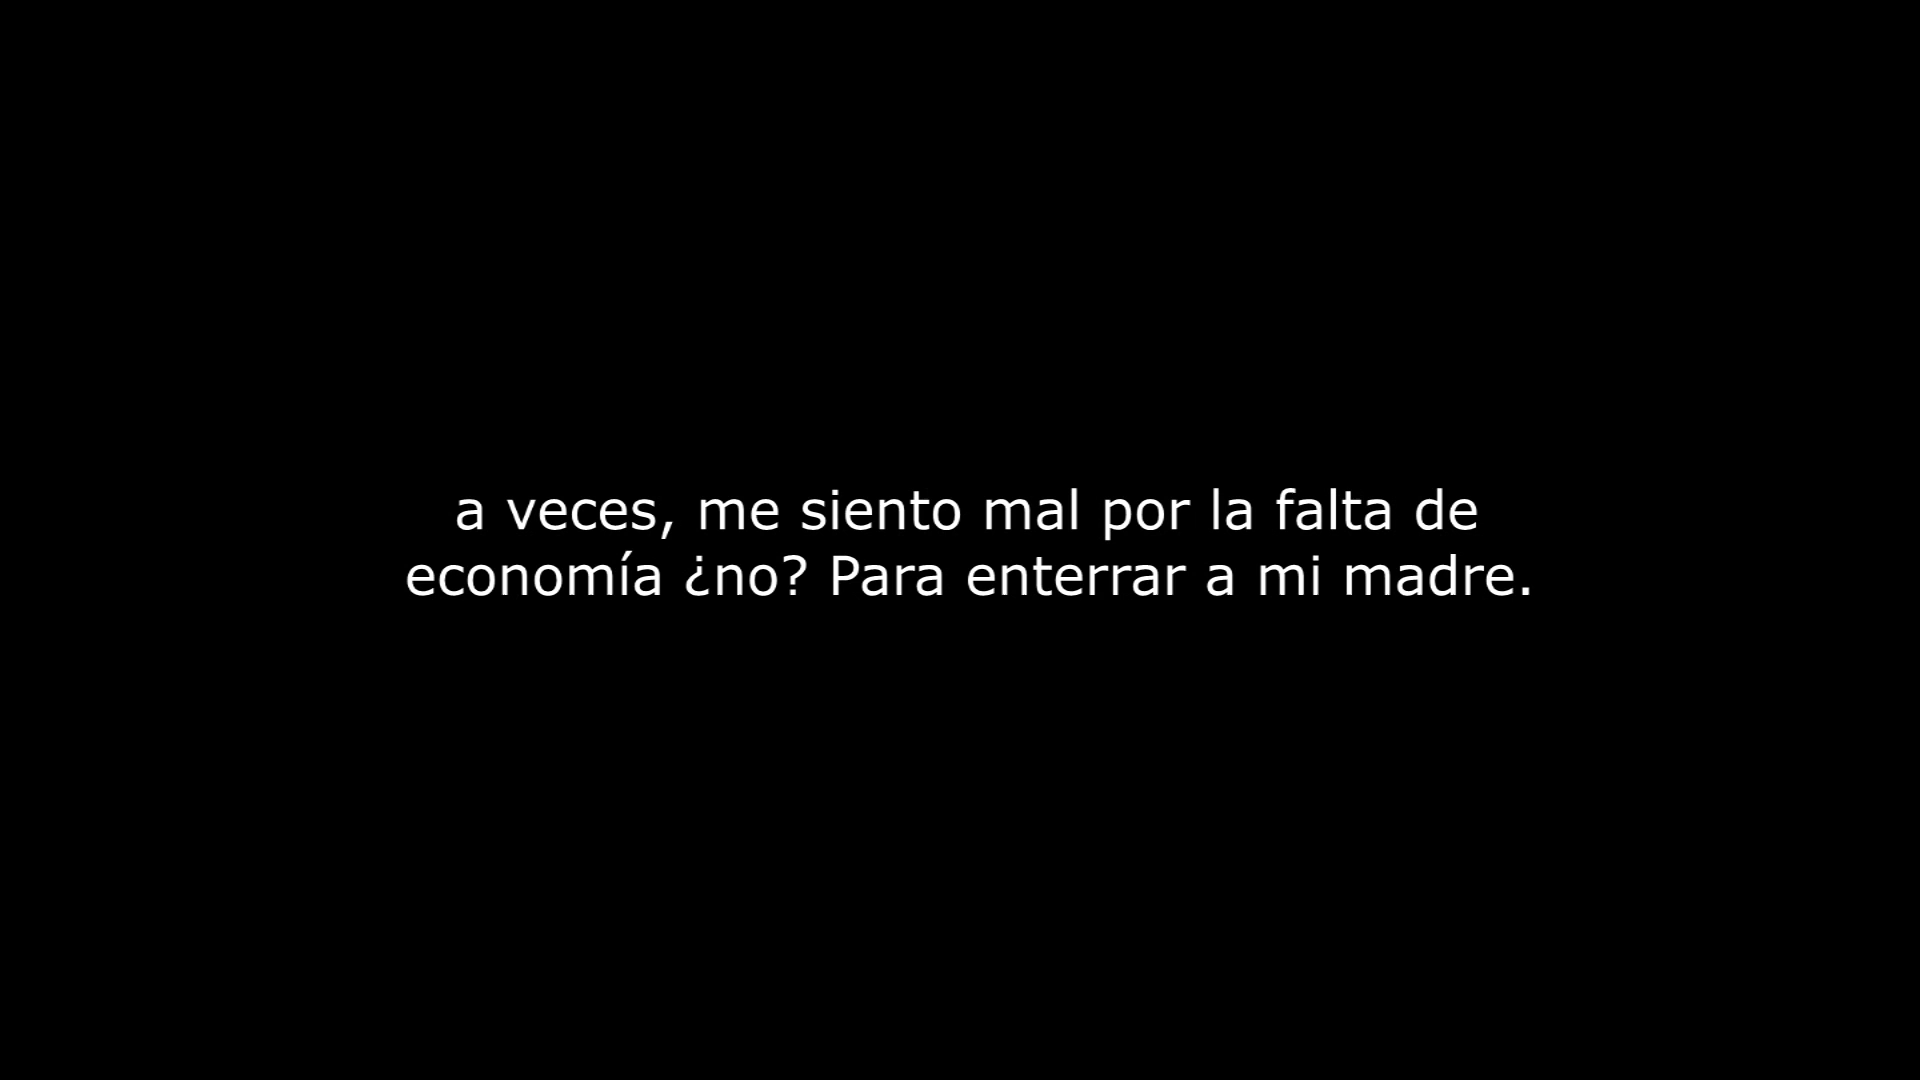 a veces, me siento mal por la falta de
economía ¿no? Para enterrar a mi madre.